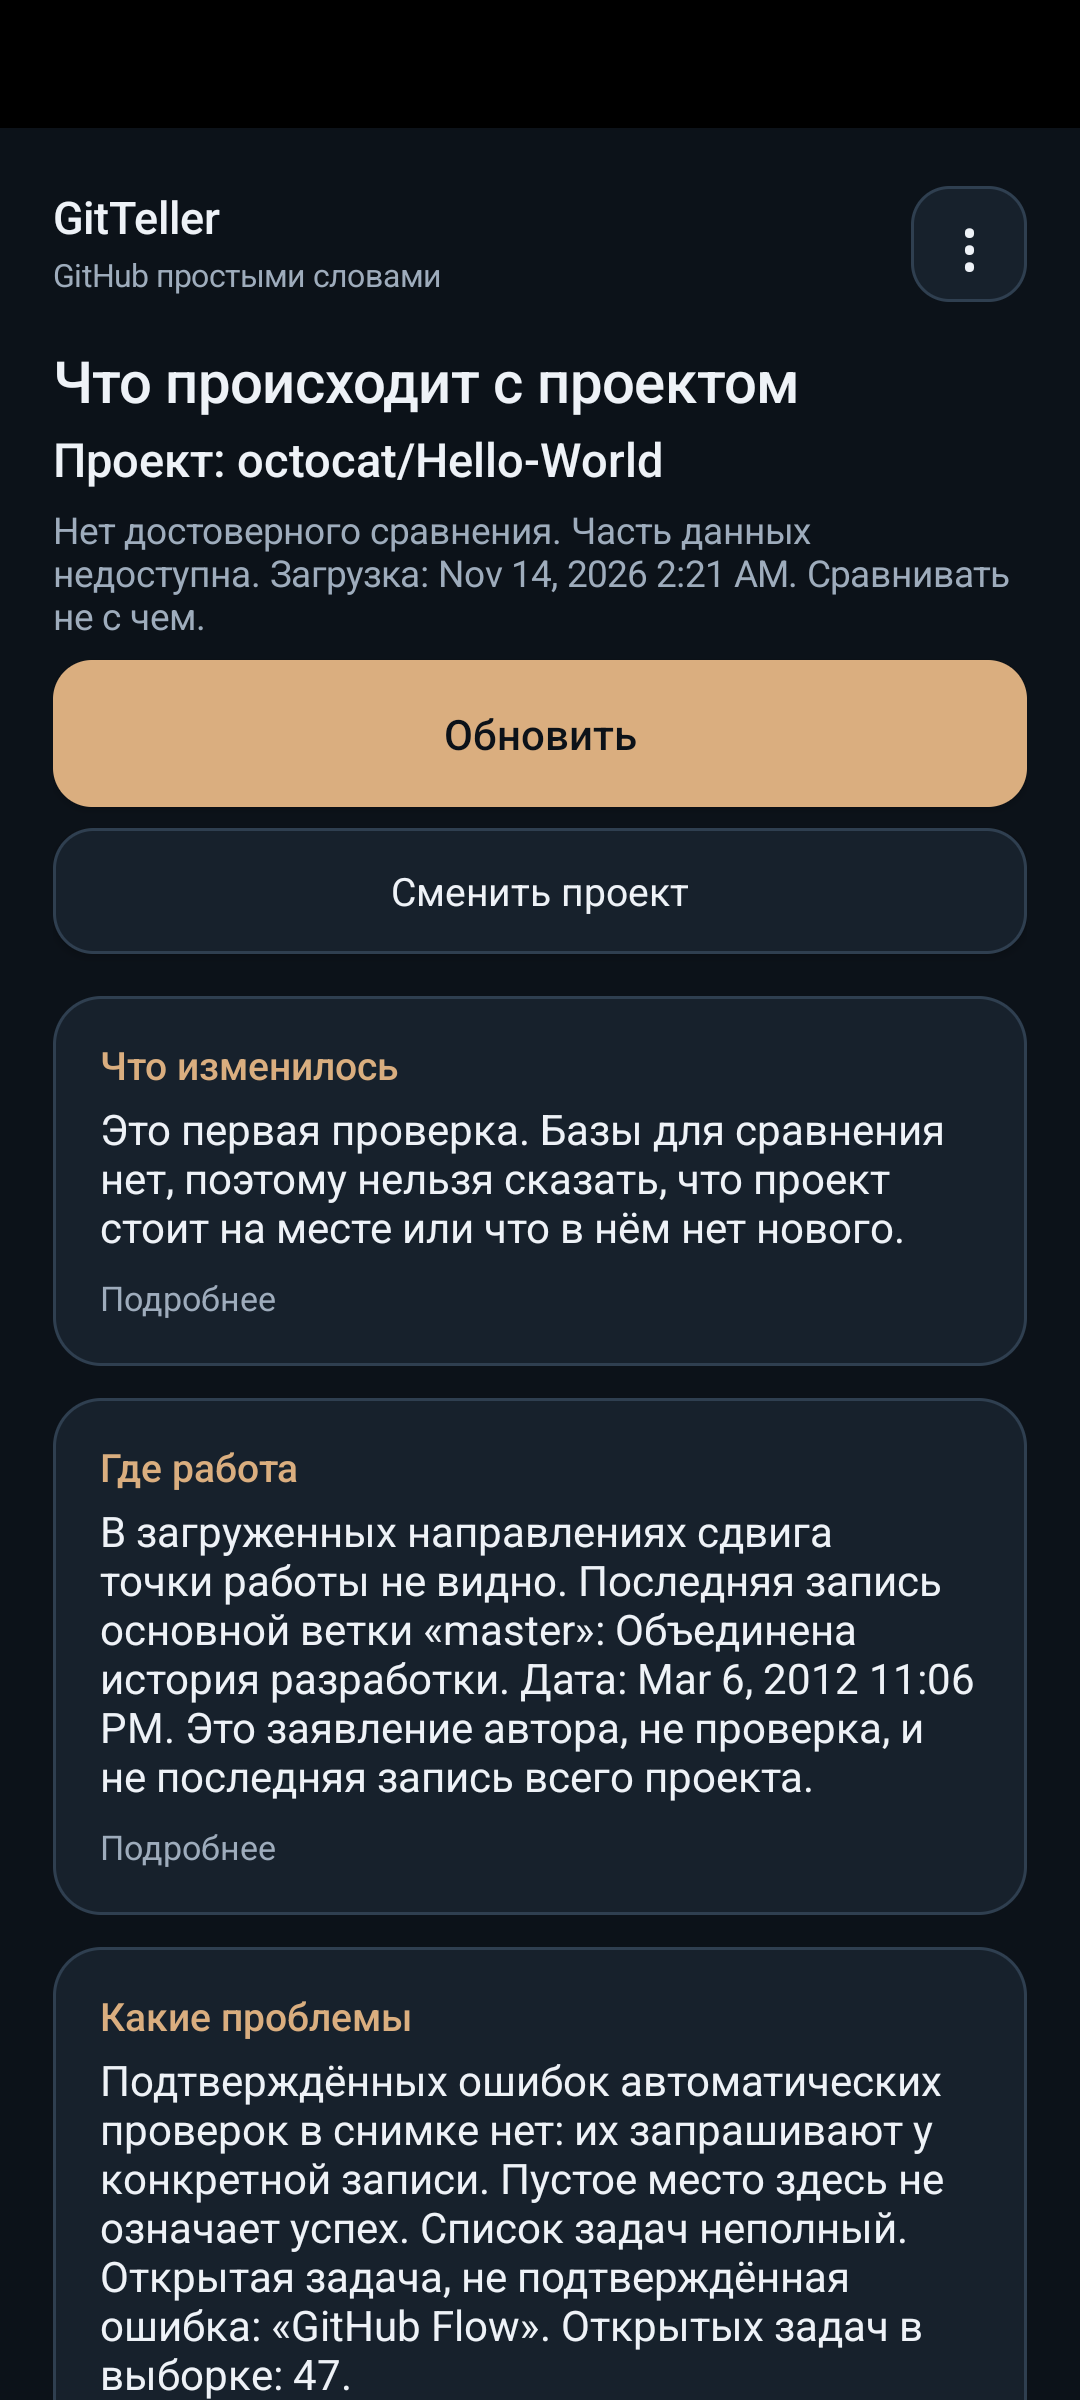 GitTeller
GitHub простыми словами
Что происходит с проектом
Проект: octocat/Hello-World
Нет достоверного сравнения. Часть данных
недоступна. Загрузка: Nov 14, 2026 2:21 AM. Сравнивать
не с чем.
Обновить
Сменить проект
Что изменилось
Это первая проверка. Базы для сравнения
нет, поэтому нельзя сказать, что проект
стоит на месте или что в нём нет нового.
Подробнее
Где работа
В загруженных направлениях сдвига
точки работы не видно. Последняя запись
основной ветки «master»: Объединена
история разработки. Дата: Mar 6, 2012 11:06
PM. Это заявление автора, не проверка, и
не последняя запись всего проекта.
Подробнее
Какие проблемы
Подтверждённых ошибок автоматических
проверок в снимке нет: их запрашивают у
конкретной записи. Пустое место здесь не
означает успех. Список задач неполный.
Открытая задача, не подтверждённая
ошибка: «GitHub Flow». Открытых задач в
выборке: 47.